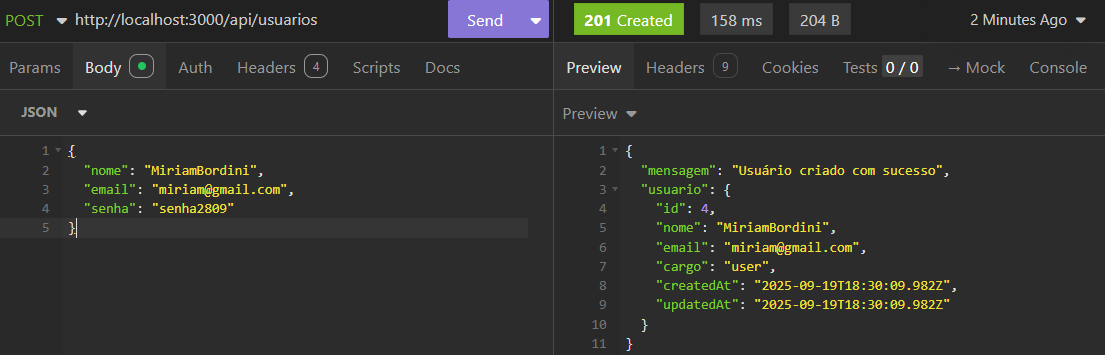 POST http://localhost:3000/api/usuarios Send
201 Created 158 ms 204 B 2 Minutes Ago
Params Body Auth Headers 4 Scripts Docs
Preview Headers 9 Cookies Tests 0 / 0 → Mock Console
JSON
1 {
2 "nome": "MiriamBordini",
3 "email": "miriam@gmail.com",
4 "senha": "senha2809"
5 }
Preview
1 {
2 "mensagem": "Usuário criado com sucesso",
3 "usuario": {
4 "id": 4,
5 "nome": "MiriamBordini",
6 "email": "miriam@gmail.com",
7 "cargo": "user",
8 "createdAt": "2025-09-19T18:30:09.982Z",
9 "updatedAt": "2025-09-19T18:30:09.982Z"
10 }
11 }